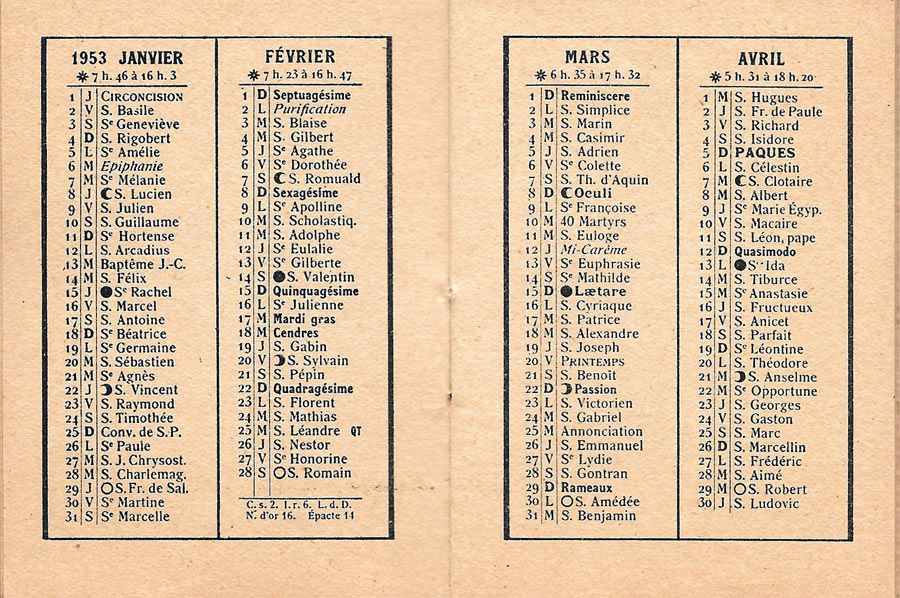 1953 JANVIER
7 h. 46 à 16 h. 3
1 J CIRCONCISION
2 V S. Basile
3 S Se Geneviève
4 D S. Rigobert
5 L Se Amélie
6 M Epiphanie
7 M Se Mélanie
8 J S. Lucien
9 V S. Julien
10 S S. Guillaume
11 D Se Hortense
12 L S. Arcadius
13 M Baptême J.-C.
14 M S. Félix
15 J Se Rachel
16 V S. Marcel
17 S S. Antoine
18 D Se Béatrice
19 L Se Germaine
20 M S. Sébastien
21 M Se Agnès
22 J S. Vincent
23 V S. Raymond
24 S S. Timothée
25 D Conv. de S.P.
26 L Se Paule
27 M S. J. Chrysost.
28 M S. Charlemag.
29 J S. Fr. de Sal.
30 V Se Martine
31 S Se Marcelle
FÉVRIER
7 h. 23 à 16 h. 47
1 D Septuagésime
2 L Purification
3 M S. Blaise
4 M S. Gilbert
5 J Se Agathe
6 V Se Dorothée
7 S S. Romuald
8 D Sexagésime
9 L Se Apolline
10 M S. Scholastiq.
11 M S. Adolphe
12 J Se Eulalie
13 V Se Gilberte
14 S S. Valentin
15 D Quinquagésime
16 L Se Julienne
17 M Mardi gras
18 M Cendres
19 J S. Gabin
20 V S. Sylvain
21 S S. Pépin
22 D Quadragésime
23 L S. Florent
24 M S. Mathias
25 M S. Léandre QT
26 J S. Nestor
27 V Se Honorine
28 S S. Romain
C. s. 2. I. r. 6. L. d. D.
N. d'or 16. Épacte 14
MARS
6 h. 35 à 17 h. 32
1 D Reminiscere
2 L S. Simplice
3 M S. Marin
4 M S. Casimir
5 J S. Adrien
6 V Se Colette
7 S S. Th. d'Aquin
8 D Oculi
9 L Se Françoise
10 M 40 Martyrs
11 M S. Euloge
12 J Mi-Carême
13 V Se Euphrasie
14 S Se Mathilde
15 D Lætare
16 L S. Cyriaque
17 M S. Patrice
18 M S. Alexandre
19 J S. Joseph
20 V PRINTEMPS
21 S S. Benoît
22 D Passion
23 L S. Victorien
24 M S. Gabriel
25 M Annonciation
26 J S. Emmanuel
27 V Se Lydie
28 S S. Gontran
29 D Rameaux
30 L S. Amédée
31 M S. Benjamin
AVRIL
5 h. 31 à 18 h. 20
1 M S. Hugues
2 J S. Fr. de Paule
3 V S. Richard
4 S S. Isidore
5 D PAQUES
6 L S. Célestin
7 M S. Clotaire
8 M S. Albert
9 J Se Marie Égyp.
10 V S. Macaire
11 S S. Léon, pape
12 D Quasimodo
13 L Se Ida
14 M S. Tiburce
15 M Se Anastasie
16 J S. Fructueux
17 V S. Anicet
18 S S. Parfait
19 D Se Léontine
20 L S. Théodore
21 M S. Anselme
22 M Se Opportune
23 J S. Georges
24 V S. Gaston
25 S S. Marc
26 D S. Marcellin
27 L S. Frédéric
28 M S. Aimé
29 M S. Robert
30 J S. Ludovic